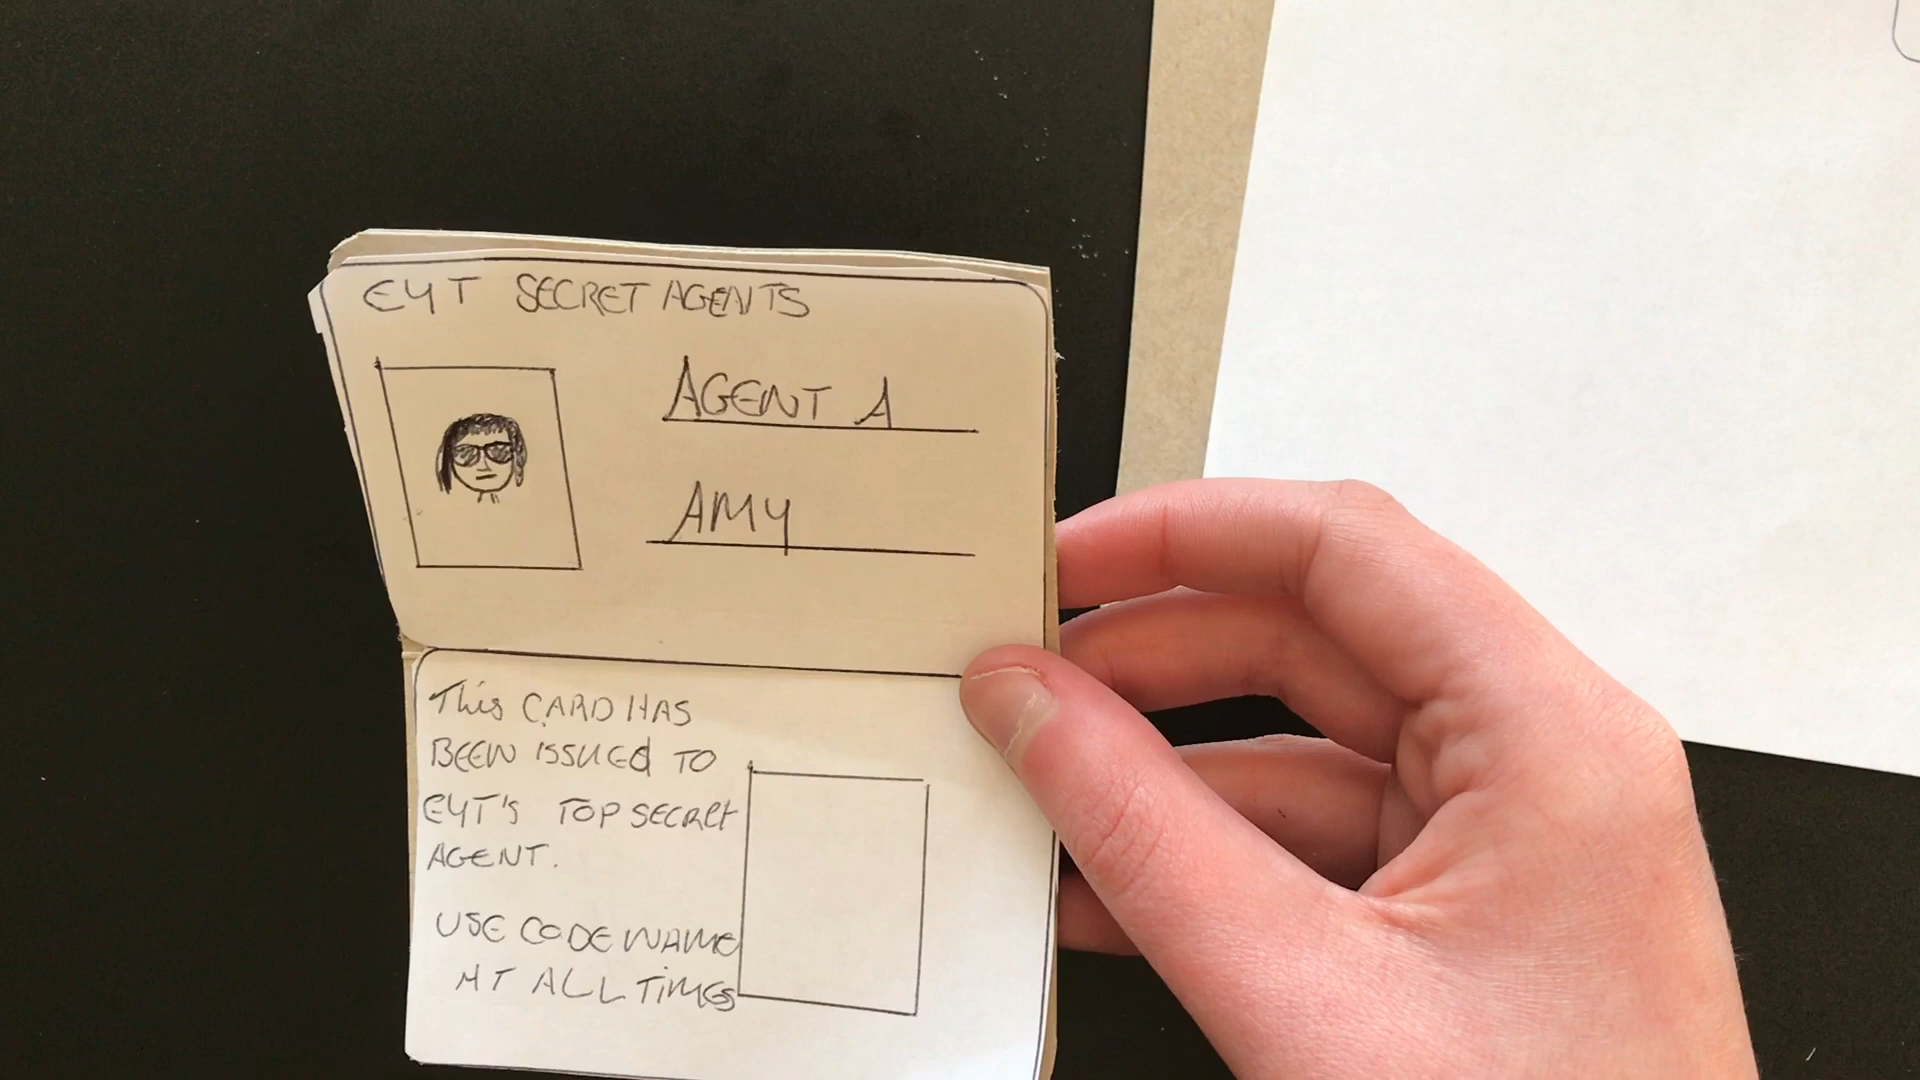 EYT SECRET AGENTS
AGENT A
AMY
This CARD HAS
BEEN ISSUEd TO
EYT'S TOP SECRET
AGENT.
USE CODE NAME
AT ALL TiMES